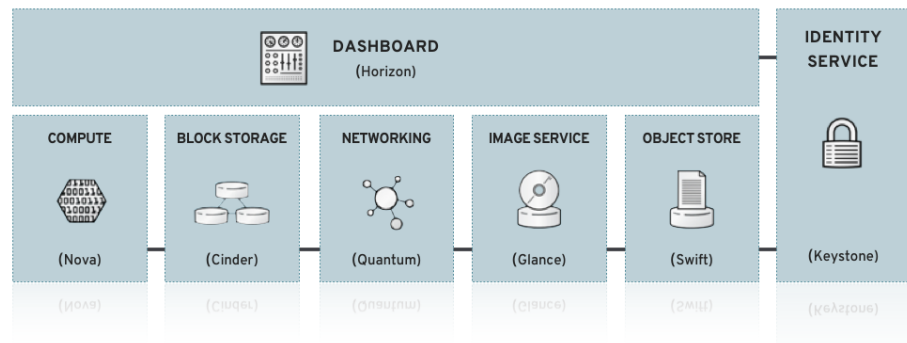 DASHBOARD
(Horizon)
IDENTITY
SERVICE
COMPUTE
(Nova)
BLOCK STORAGE
(Cinder)
NETWORKING
(Quantum)
IMAGE SERVICE
(Glance)
OBJECT STORE
(Swift)
(Keystone)